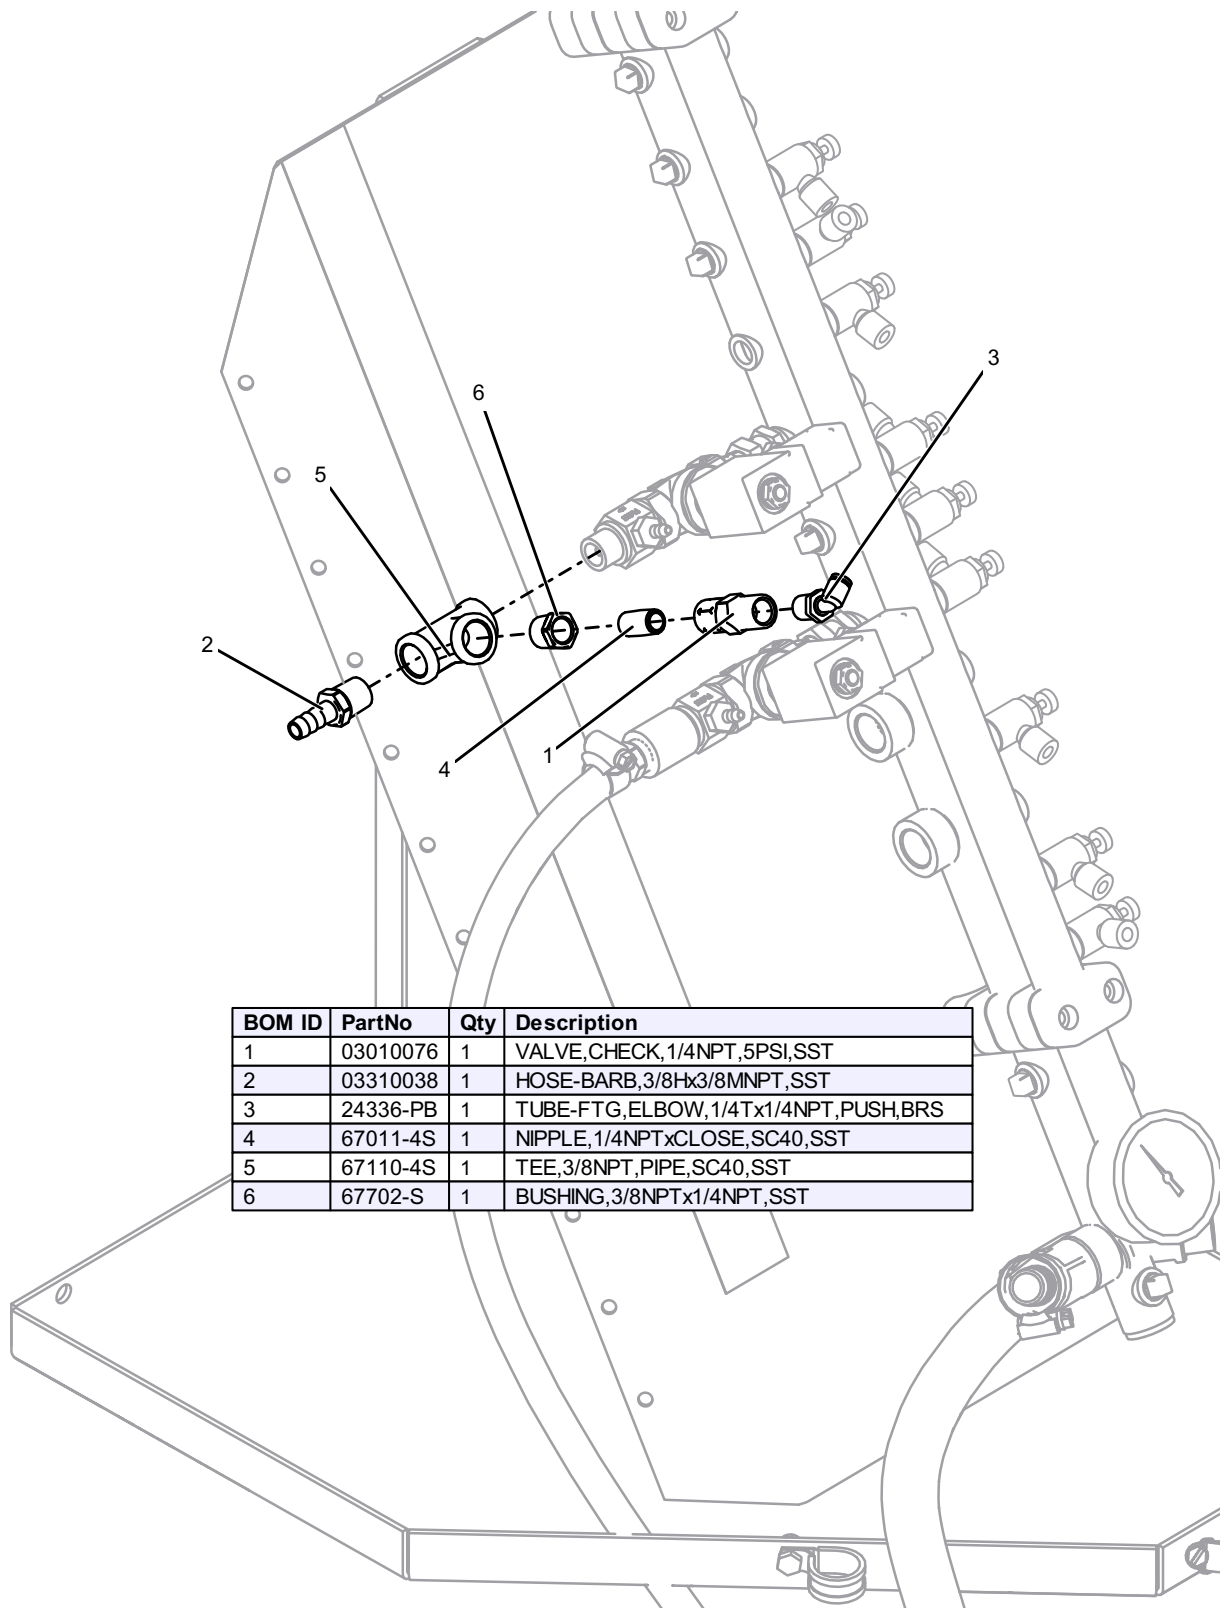 3
6
5
2
1
4
BOM ID PartNo Qty Description
1 03010076 1 VALVE,CHECK,1/4NPT,5PSI,SST
2 03310038 1 HOSE-BARB,3/8Hx3/8MNPT,SST
3 24336-PB 1 TUBE-FTG,ELBOW,1/4Tx1/4NPT,PUSH,BRS
4 67011-4S 1 NIPPLE,1/4NPTxCLOSE,SC40,SST
5 67110-4S 1 TEE,3/8NPT,PIPE,SC40,SST
6 67702-S 1 BUSHING,3/8NPTx1/4NPT,SST